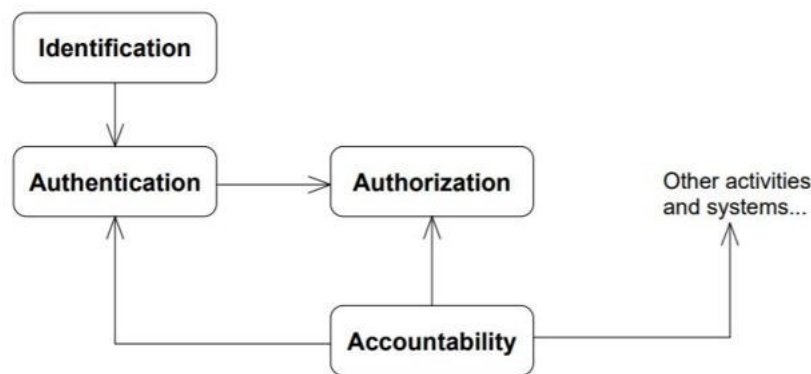 Identification
Authentication
Authorization
Other activities
and systems...
Accountability